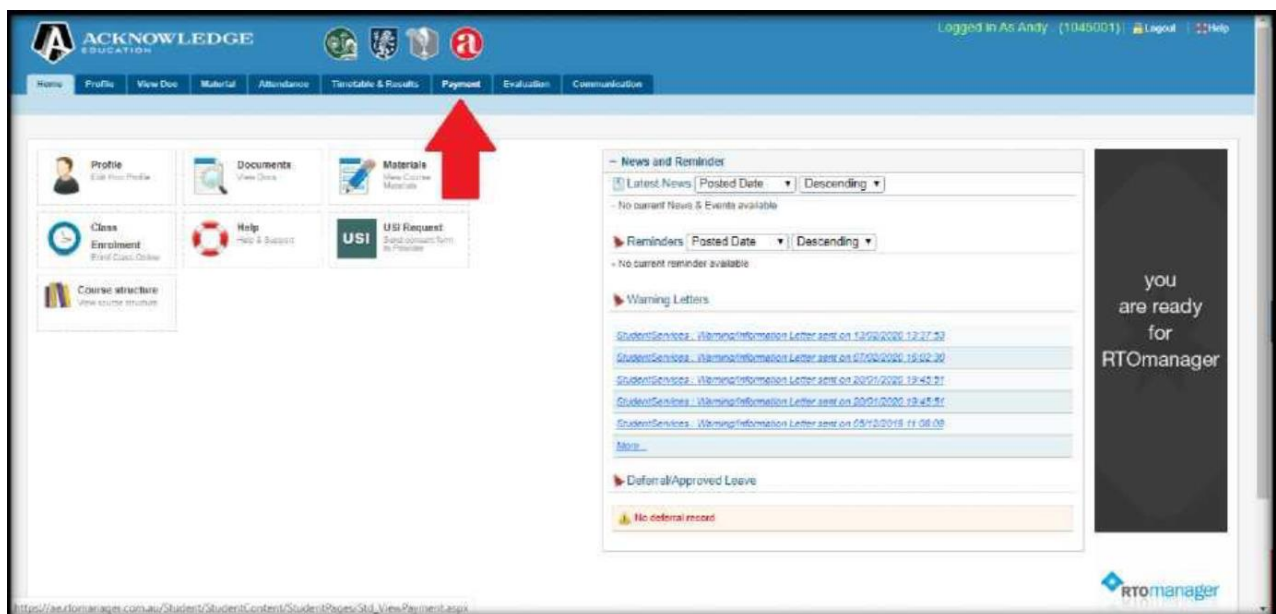 ACKNOWLEDGE
EDUCATION
Logged In As Andy . (1045001) | Logout | Help
Home Profile View Doc Material Attendance Timetable & Results Payment Evaluation Communication
Profile
Edit Your Profile
Documents
View Docs
Materials
View Course
Materials
Class
Enrolment
Enrol Class Online
Help
Help & Support
USI
USI Request
Send consent form
to Provider
Course structure
View course structure
− News and Reminder
Latest News Posted Date Descending
- No current News & Events available
Reminders Posted Date Descending
- No current reminder available
Warning Letters
StudentServices : Warning/Information Letter sent on 13/02/2020 13:27:53
StudentServices : Warning/Information Letter sent on 07/02/2020 16:02:36
StudentServices : Warning/Information Letter sent on 20/01/2020 19:45:51
StudentServices : Warning/Information Letter sent on 20/01/2020 19:45:51
StudentServices : Warning/Information Letter sent on 05/12/2019 11:08:09
More...
Deferral/Approved Leave
No deferral record
you
are ready
for
RTOmanager
RTOmanager
https://ae.rtomanager.com.au/Student/StudentContent/StudentPages/Std_ViewPayment.aspx